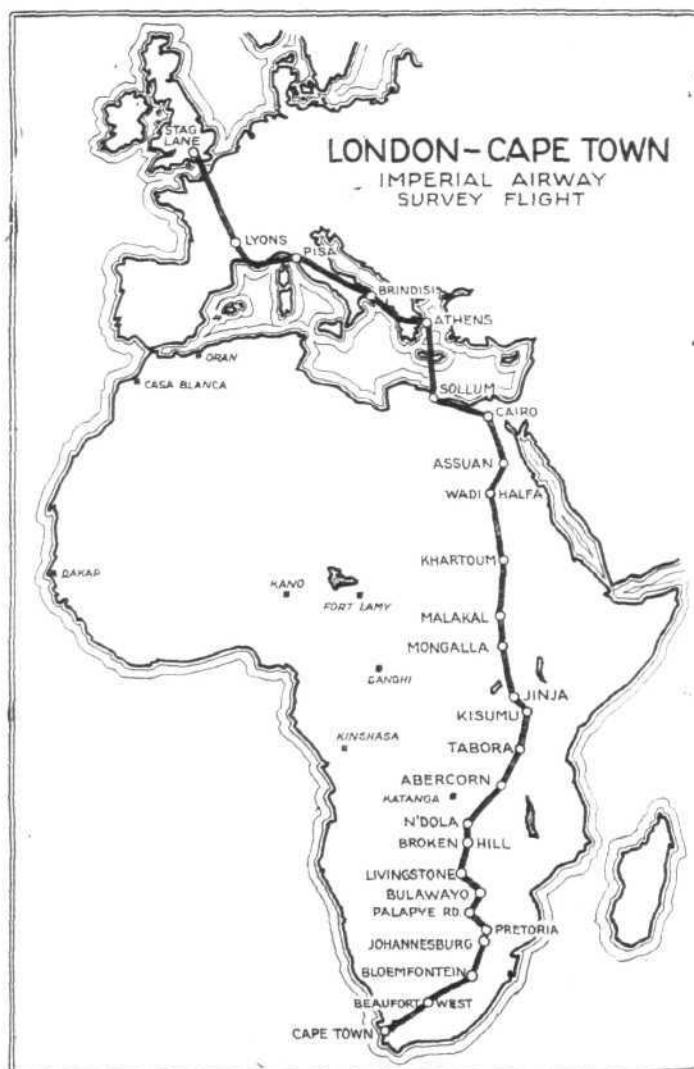 STAG
LANE
LONDON–CAPE TOWN
IMPERIAL AIRWAY
SURVEY FLIGHT
LYONS
PISA
BRINDISI
ATHENS
ORAN
CASA BLANCA
SOLLUM
CAIRO
ASSUAN
WADI HALFA
KHARTOUM
DAKAR
KANO
FORT LAMY
MALAKAL
MONGALLA
BANGHI
JINJA
KISUMU
KINSHASA
TABORA
ABERCORN
KATANGA
N'DOLA
BROKEN HILL
LIVINGSTONE
BULAWAYO
PALAPYE RD.
PRETORIA
JOHANNESBURG
BLOEMFONTEIN
BEAUFORT WEST
CAPE TOWN